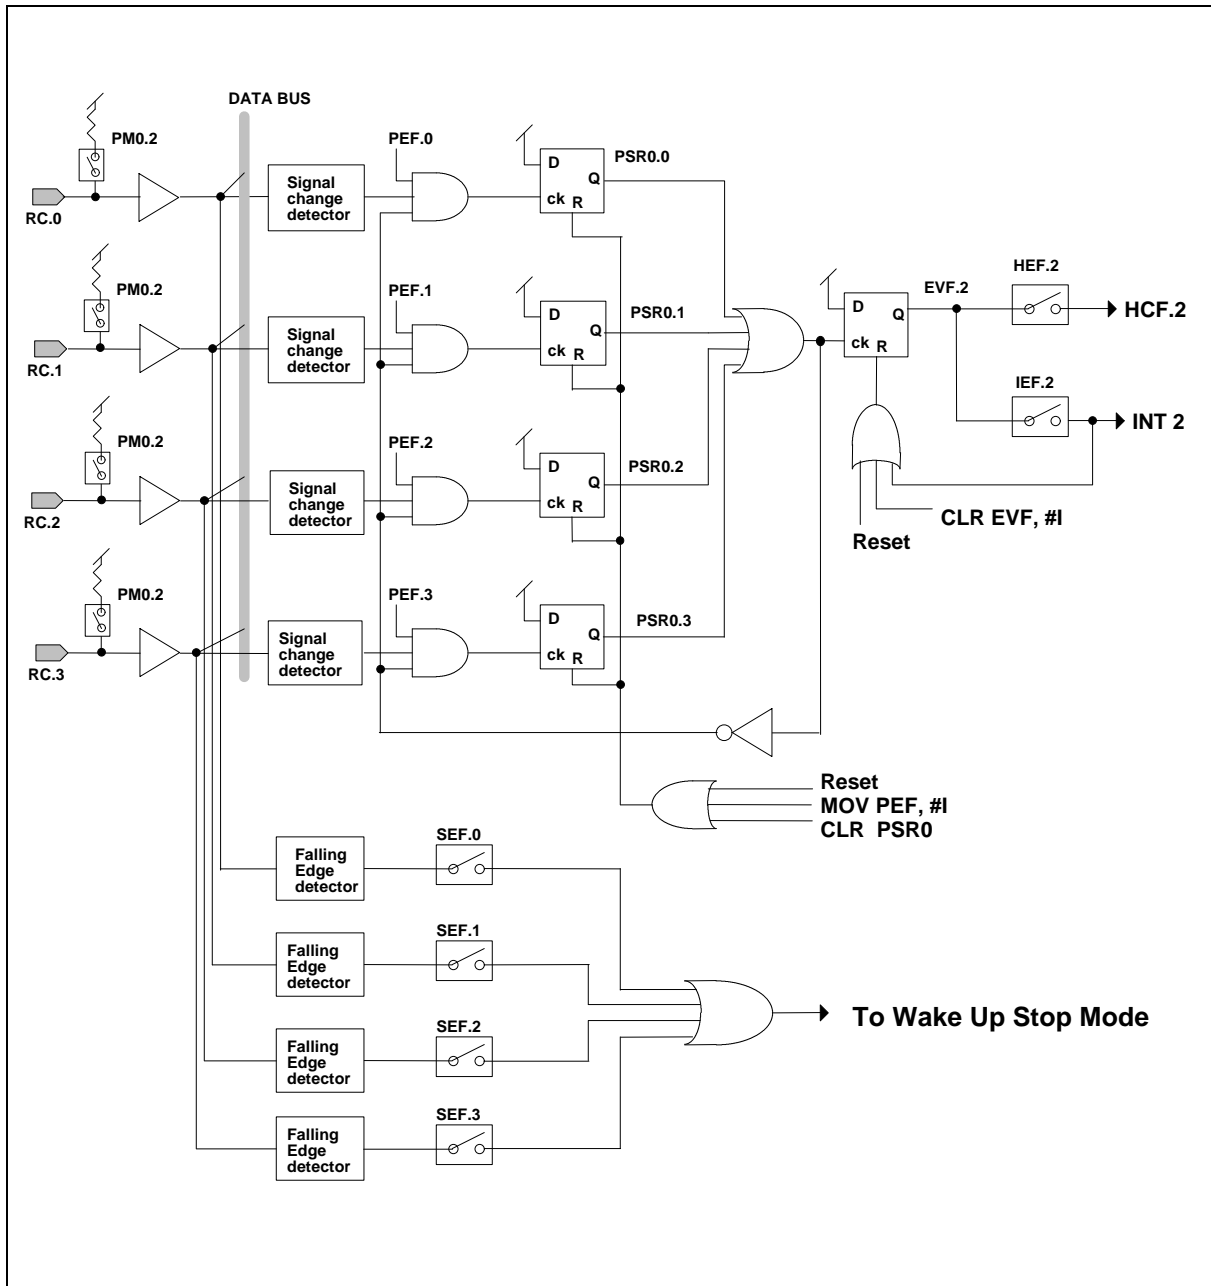 DATA BUS
PM0.2
PEF.0
D
Q
ck R
PSR0.0
Signal
change
detector
RC.0
PM0.2
PEF.1
D
Q
ck R
PSR0.1
Signal
change
detector
RC.1
D
Q
ck R
EVF.2
HEF.2
HCF.2
IEF.2
INT 2
CLR EVF, #I
Reset
PM0.2
PEF.2
D
Q
ck R
PSR0.2
Signal
change
detector
RC.2
PM0.2
PEF.3
D
Q
ck R
PSR0.3
Signal
change
detector
RC.3
Reset
MOV PEF, #I
CLR PSR0
SEF.0
Falling
Edge
detector
SEF.1
Falling
Edge
detector
SEF.2
Falling
Edge
detector
SEF.3
Falling
Edge
detector
To Wake Up Stop Mode